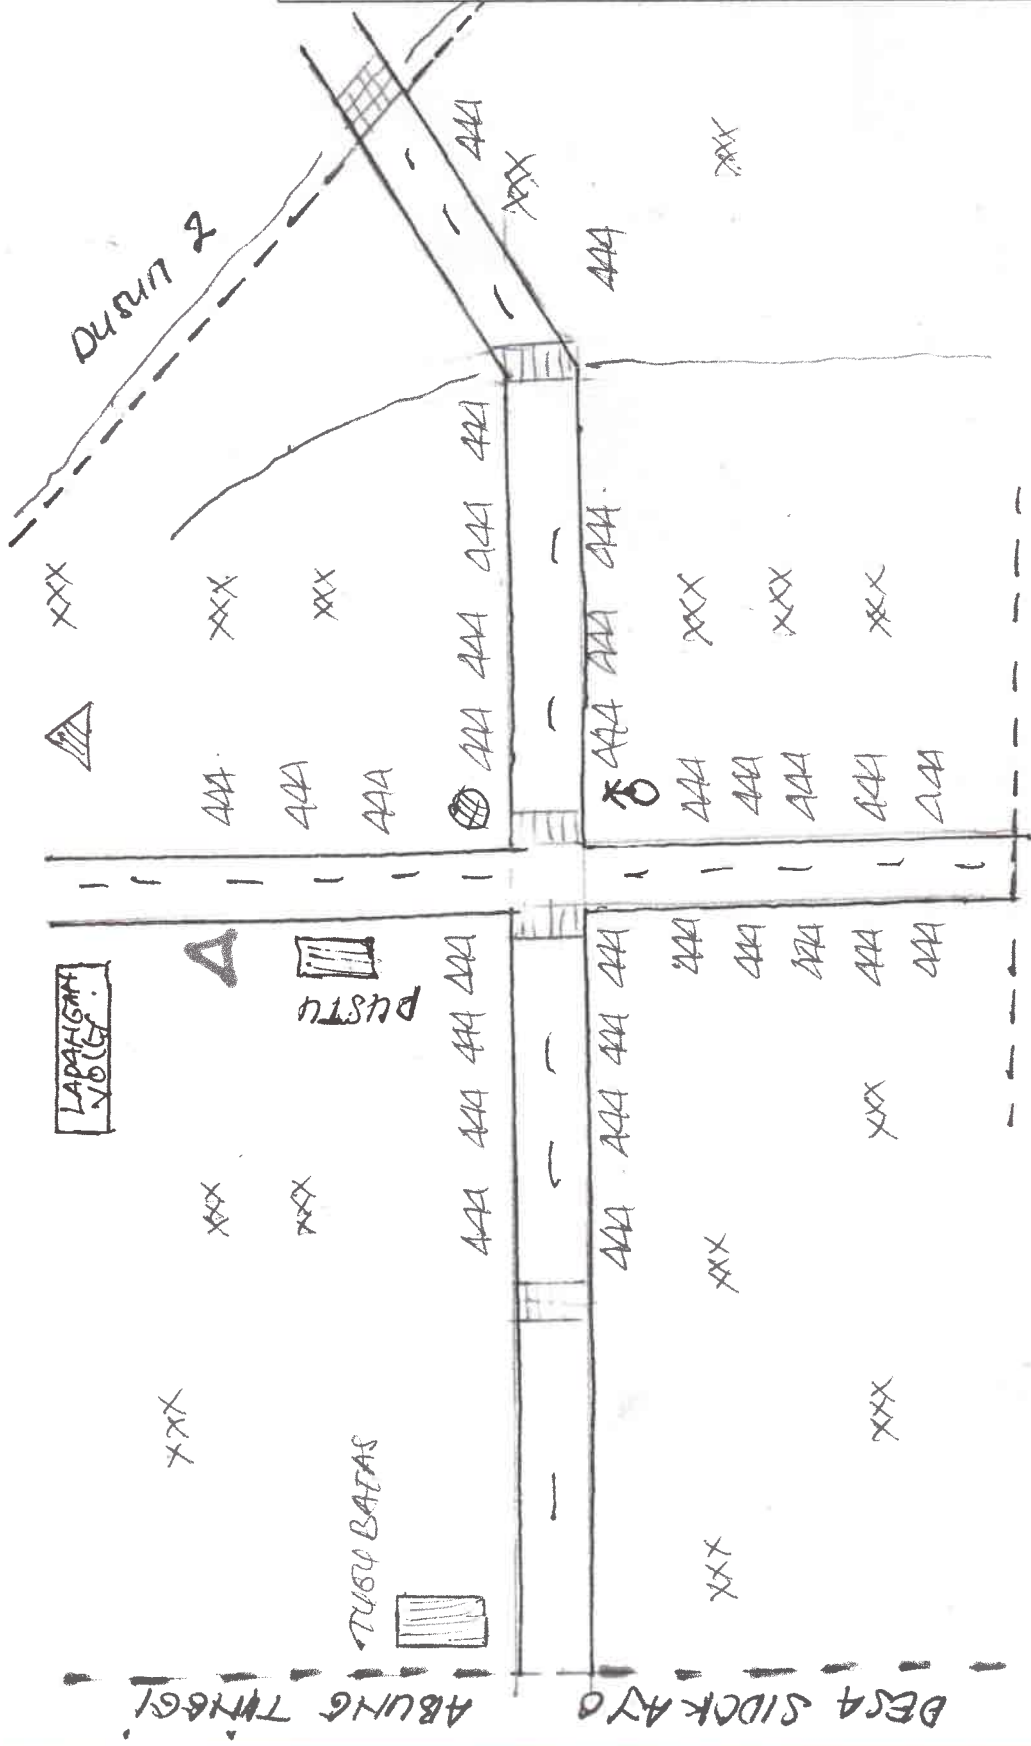 DUSUN 2
LAPANGAN
VOLLY.
PUSTU
TUGU BATAS
DESA SIDOKAYO
ABUNG TINGGI